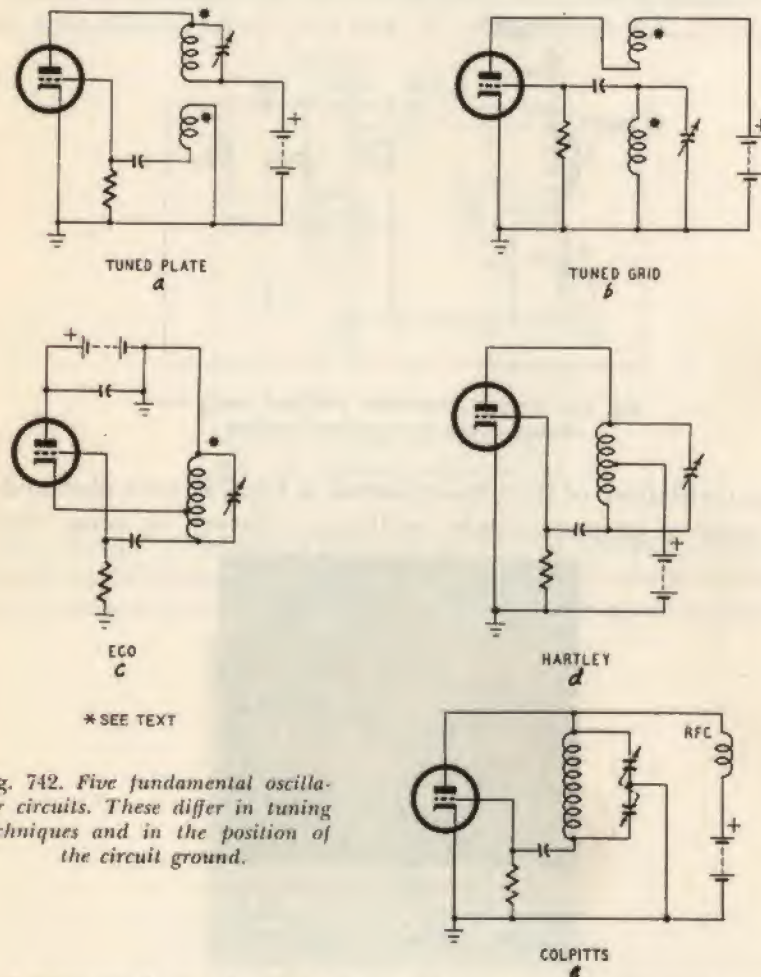 *
+
*
TUNED PLATE
a
*
+
*
TUNED GRID
b
+
*
ECO
c
+
HARTLEY
d
* SEE TEXT
RFC
+
COLPITTS
e
g. 742. Five fundamental oscilla-
r circuits. These differ in tuning
chniques and in the position of
the circuit ground.